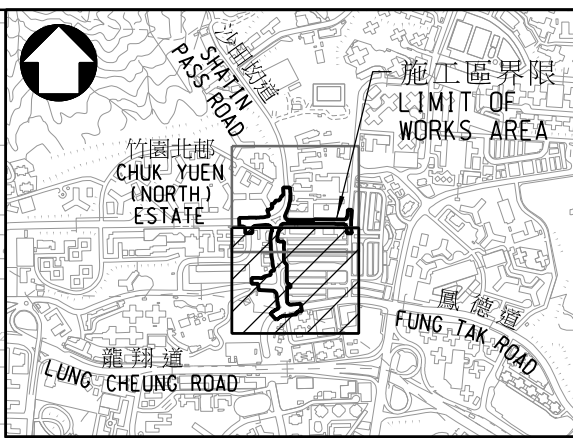 沙田坳道
SHATIN
PASS ROAD
施工區界限
LIMIT OF
WORKS AREA
竹園北邨
CHUK YUEN
(NORTH)
ESTATE
鳳德道
FUNG TAK ROAD
龍翔道
LUNG CHEUNG ROAD